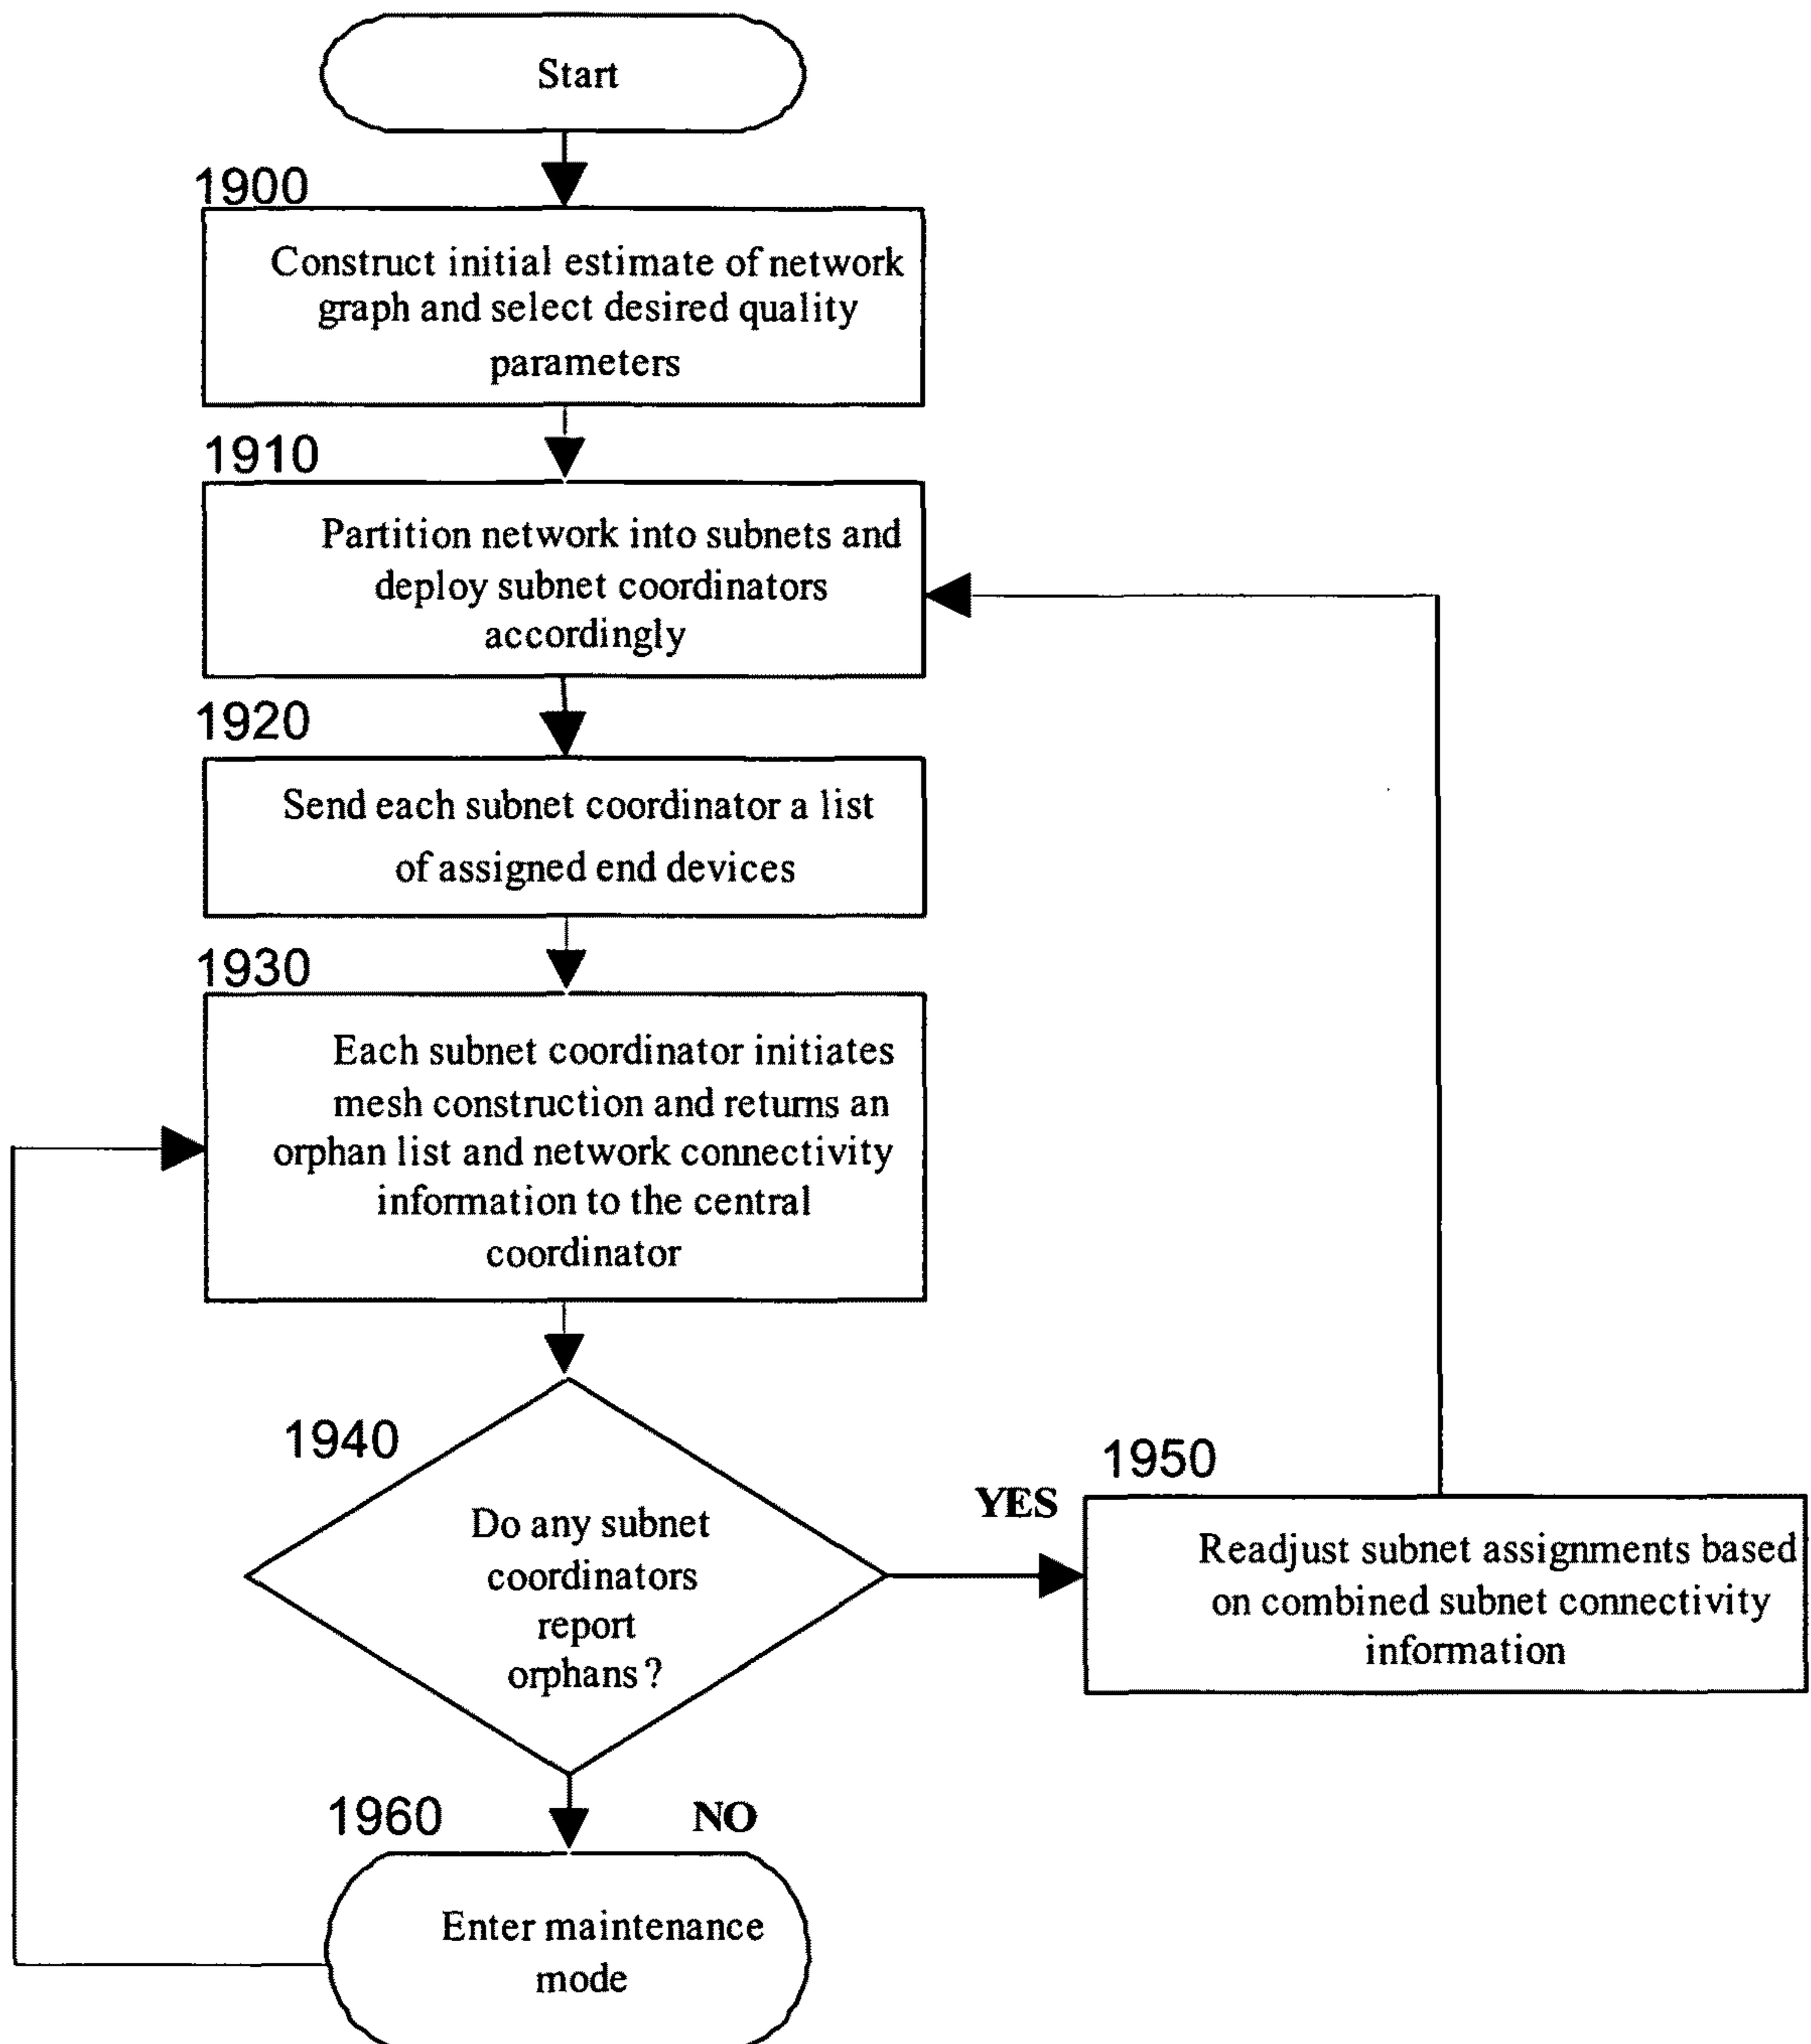 Start
1900
Construct initial estimate of network
graph and select desired quality
parameters
1910
Partition network into subnets and
deploy subnet coordinators
accordingly
1920
Send each subnet coordinator a list
of assigned end devices
1930
Each subnet coordinator initiates
mesh construction and returns an
orphan list and network connectivity
information to the central
coordinator
1940
Do any subnet
coordinators
report
orphans?
YES
1950
Readjust subnet assignments based
on combined subnet connectivity
information
1960
NO
Enter maintenance
mode